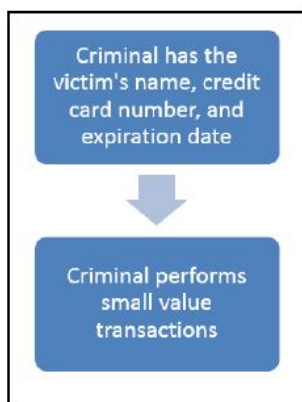 Criminal has the
victim's name, credit
card number, and
expiration date
Criminal performs
small value
transactions